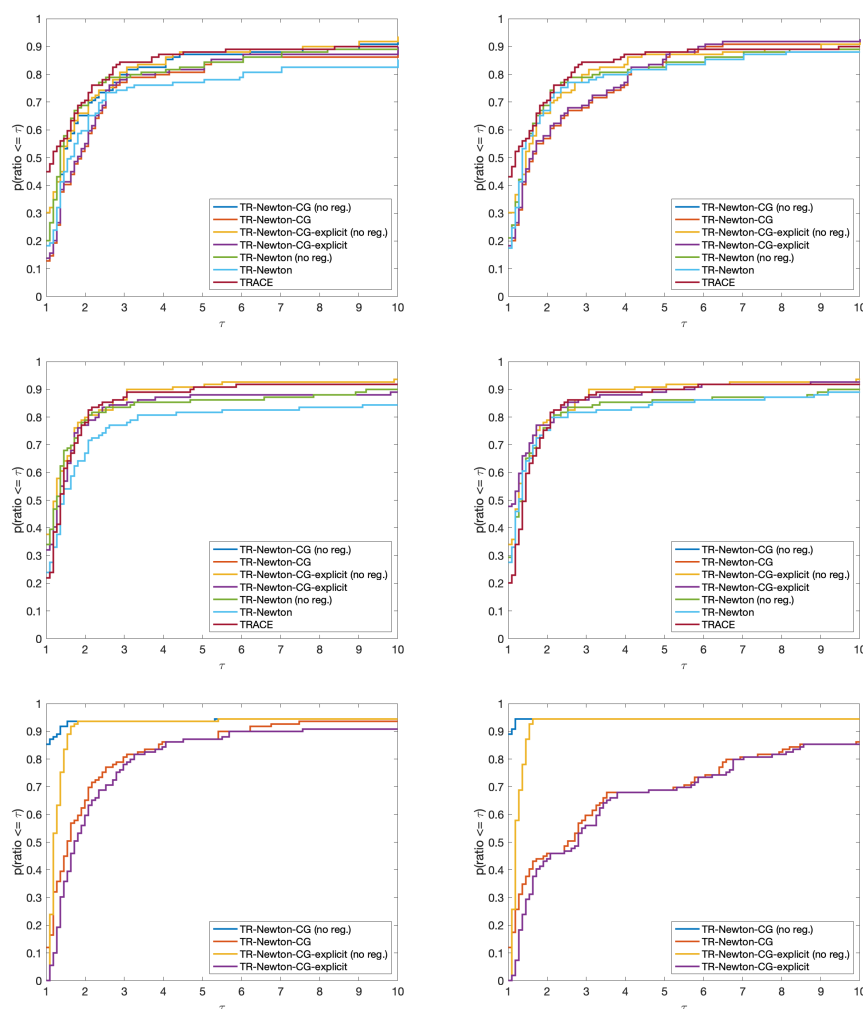 1
0.9
0.8
0.7
0.6
0.5
0.4
0.3
0.2
0.1
0
p(ratio <= τ)
1 2 3 4 5 6 7 8 9 10
τ
TR-Newton-CG (no reg.)
TR-Newton-CG
TR-Newton-CG-explicit (no reg.)
TR-Newton-CG-explicit
TR-Newton (no reg.)
TR-Newton
TRACE
1
0.9
0.8
0.7
0.6
0.5
0.4
0.3
0.2
0.1
0
p(ratio <= τ)
1 2 3 4 5 6 7 8 9 10
τ
TR-Newton-CG (no reg.)
TR-Newton-CG
TR-Newton-CG-explicit (no reg.)
TR-Newton-CG-explicit
TR-Newton (no reg.)
TR-Newton
TRACE
1
0.9
0.8
0.7
0.6
0.5
0.4
0.3
0.2
0.1
0
p(ratio <= τ)
1 2 3 4 5 6 7 8 9 10
τ
TR-Newton-CG (no reg.)
TR-Newton-CG
TR-Newton-CG-explicit (no reg.)
TR-Newton-CG-explicit
TR-Newton (no reg.)
TR-Newton
TRACE
1
0.9
0.8
0.7
0.6
0.5
0.4
0.3
0.2
0.1
0
p(ratio <= τ)
1 2 3 4 5 6 7 8 9 10
τ
TR-Newton-CG (no reg.)
TR-Newton-CG
TR-Newton-CG-explicit (no reg.)
TR-Newton-CG-explicit
TR-Newton (no reg.)
TR-Newton
TRACE
1
0.9
0.8
0.7
0.6
0.5
0.4
0.3
0.2
0.1
0
p(ratio <= τ)
1 2 3 4 5 6 7 8 9 10
τ
TR-Newton-CG (no reg.)
TR-Newton-CG
TR-Newton-CG-explicit (no reg.)
TR-Newton-CG-explicit
1
0.9
0.8
0.7
0.6
0.5
0.4
0.3
0.2
0.1
0
p(ratio <= τ)
1 2 3 4 5 6 7 8 9 10
τ
TR-Newton-CG (no reg.)
TR-Newton-CG
TR-Newton-CG-explicit (no reg.)
TR-Newton-CG-explicit